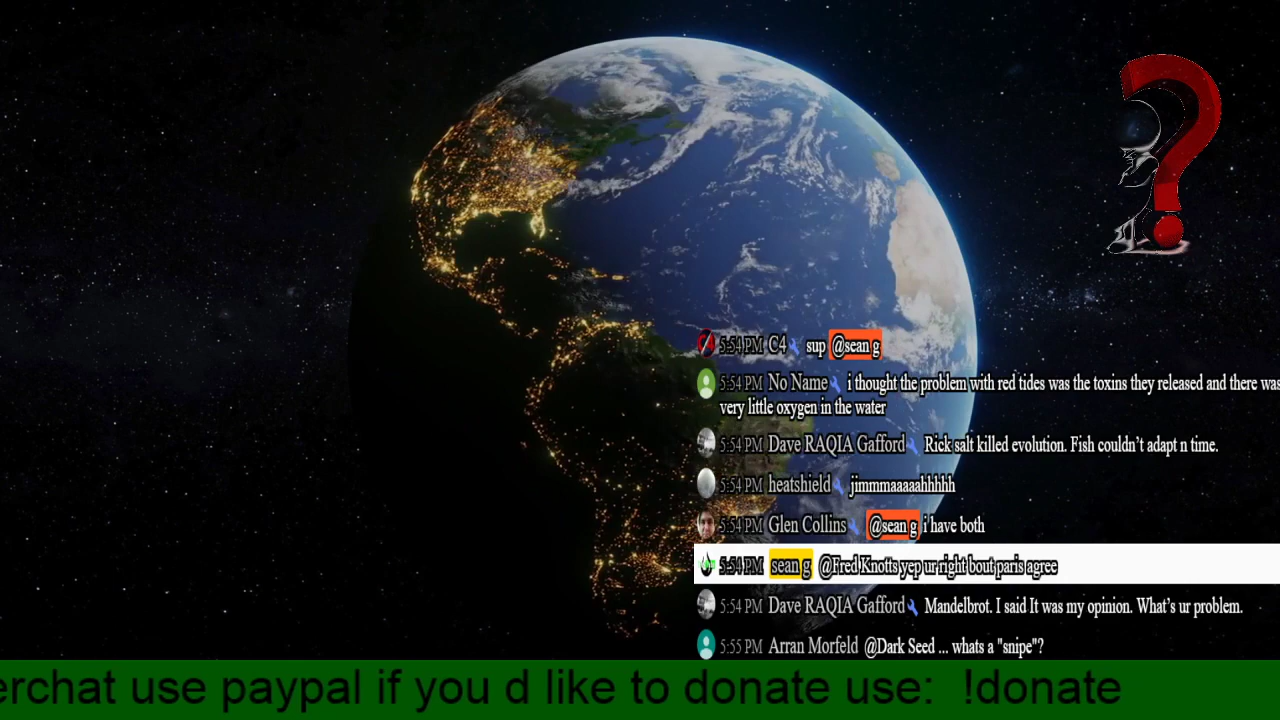 5:54 PM C4 sup @sean g
5:54 PM No Name i thought the problem with red tides was the toxins they released and there was
very little oxygen in the water
5:54 PM Dave RAQIA Gafford Rick salt killed evolution. Fish couldn’t adapt n time.
5:54 PM heatshield jimmmaaaaahhhhh
5:54 PM Glen Collins @sean g i have both
5:54 PM sean g @Fred Knotts yep ur right bout paris agree
5:54 PM Dave RAQIA Gafford Mandelbrot. I said It was my opinion. What’s ur problem.
5:55 PM Arran Morfeld @Dark Seed ... whats a "snipe"?
erchat use paypal if you d like to donate use: !donate